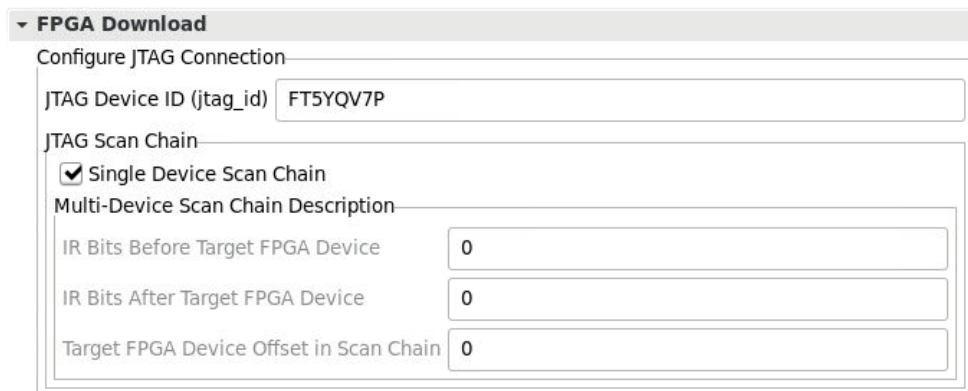 FPGA Download
Configure JTAG Connection
JTAG Device ID (jtag_id) FT5YQV7P
JTAG Scan Chain
Single Device Scan Chain
Multi-Device Scan Chain Description
IR Bits Before Target FPGA Device 0
IR Bits After Target FPGA Device 0
Target FPGA Device Offset in Scan Chain 0